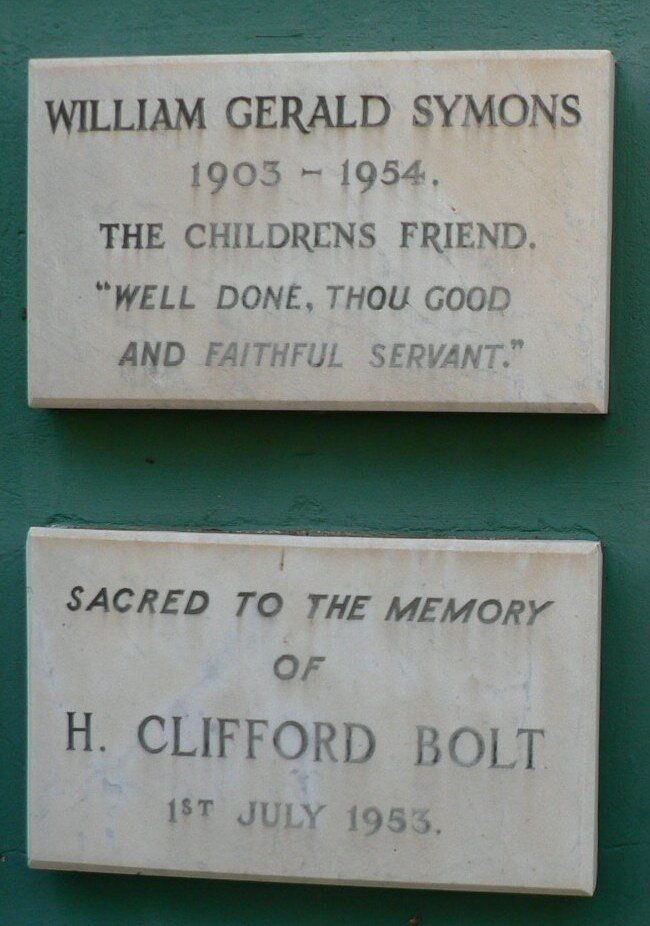 WILLIAM GERALD SYMONS
1903 - 1954.
THE CHILDRENS FRIEND.
"WELL DONE, THOU GOOD
AND FAITHFUL SERVANT."
SACRED TO THE MEMORY
OF
H. CLIFFORD BOLT
1ST JULY 1953.